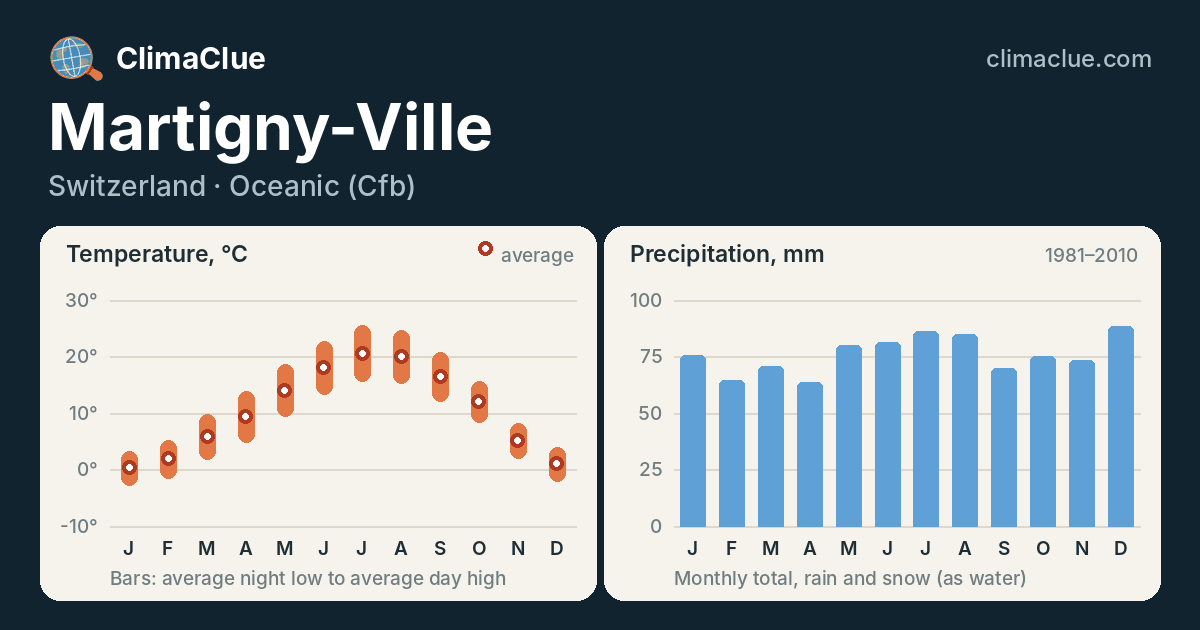 ClimaClue
climaclue.com
Martigny-Ville
Switzerland · Oceanic (Cfb)
Temperature, °C
average
30°
20°
10°
0°
-10°
J F M A M J J A S O N D
Bars: average night low to average day high
Precipitation, mm
1981–2010
100
75
50
25
0
J F M A M J J A S O N D
Monthly total, rain and snow (as water)